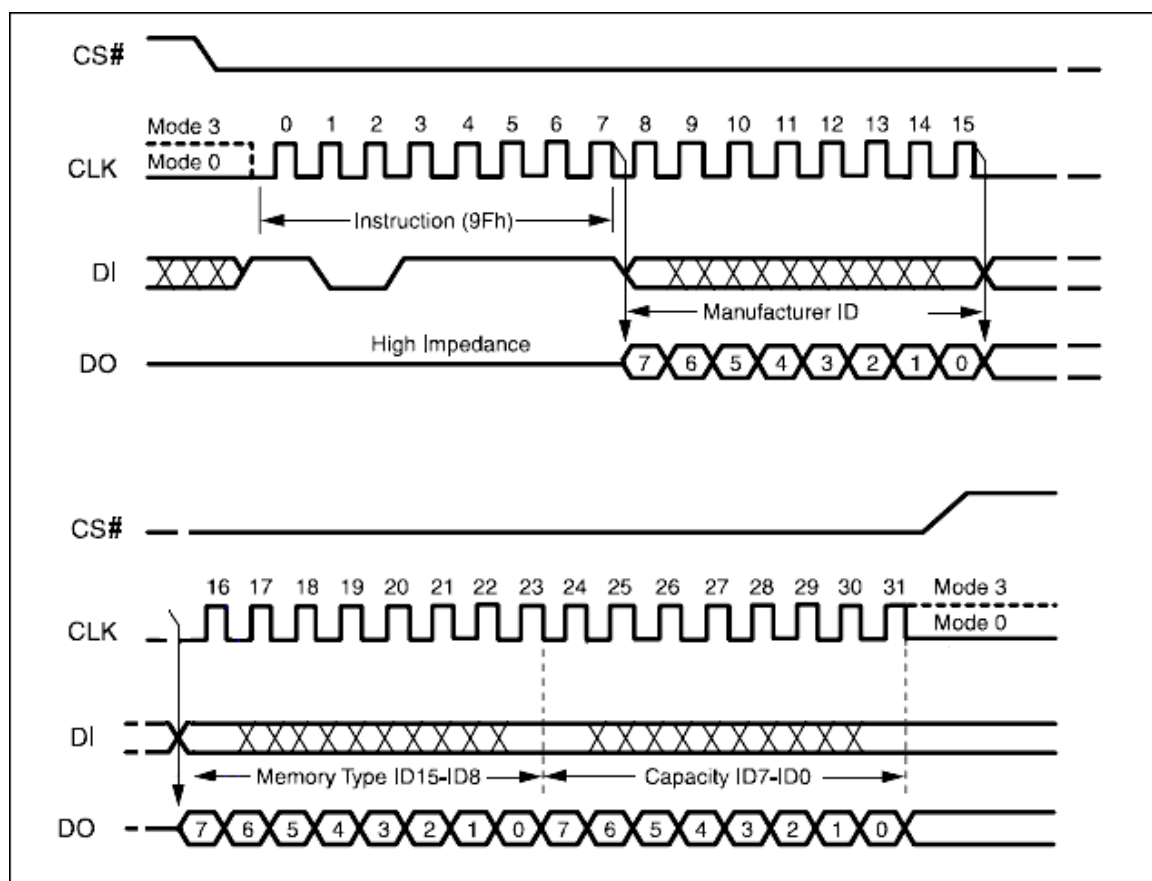 CS#
Mode 3
0 1 2 3 4 5 6 7 8 9 10 11 12 13 14 15
Mode 0
CLK
Instruction (9Fh)
DI
Manufacturer ID
High Impedance
DO
7 6 5 4 3 2 1 0
CS#
16 17 18 19 20 21 22 23 24 25 26 27 28 29 30 31
Mode 3
CLK
Mode 0
DI
Memory Type ID15-ID8
Capacity ID7-ID0
DO
7 6 5 4 3 2 1 0 7 6 5 4 3 2 1 0